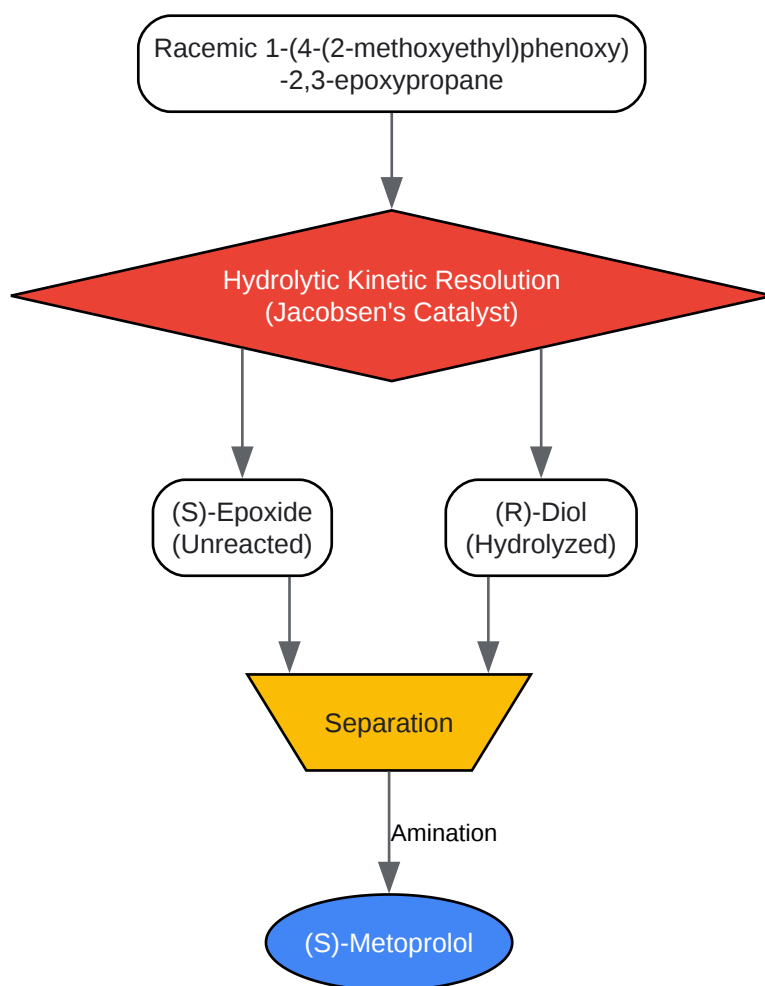 Racemic 1-(4-(2-methoxyethyl)phenoxy)
-2,3-epoxypropane
Hydrolytic Kinetic Resolution
(Jacobsen's Catalyst)
(S)-Epoxide
(Unreacted)
(R)-Diol
(Hydrolyzed)
Separation
Amination
(S)-Metoprolol